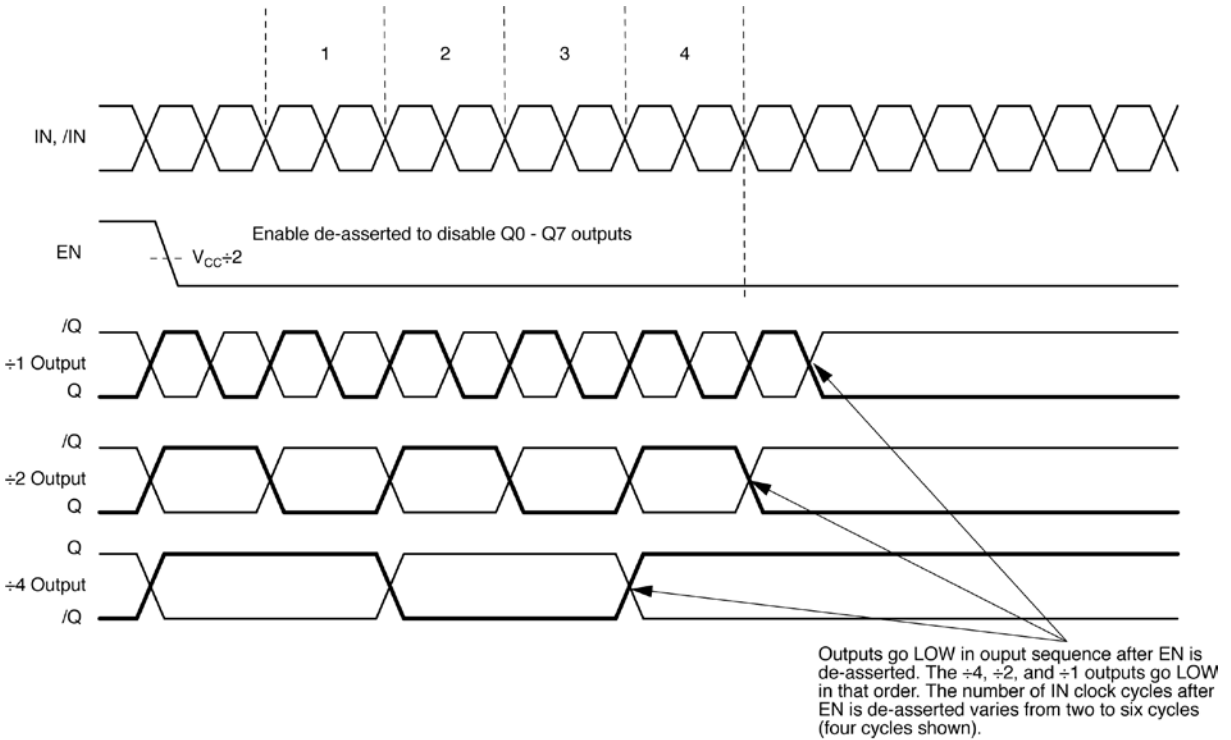 1 2 3 4
IN, /IN
EN
VCC÷2
Enable de-asserted to disable Q0 - Q7 outputs
/Q
÷1 Output
Q
/Q
÷2 Output
Q
Q
÷4 Output
/Q
Outputs go LOW in ouput sequence after EN is
de-asserted. The ÷4, ÷2, and ÷1 outputs go LOW
in that order. The number of IN clock cycles after
EN is de-asserted varies from two to six cycles
(four cycles shown).